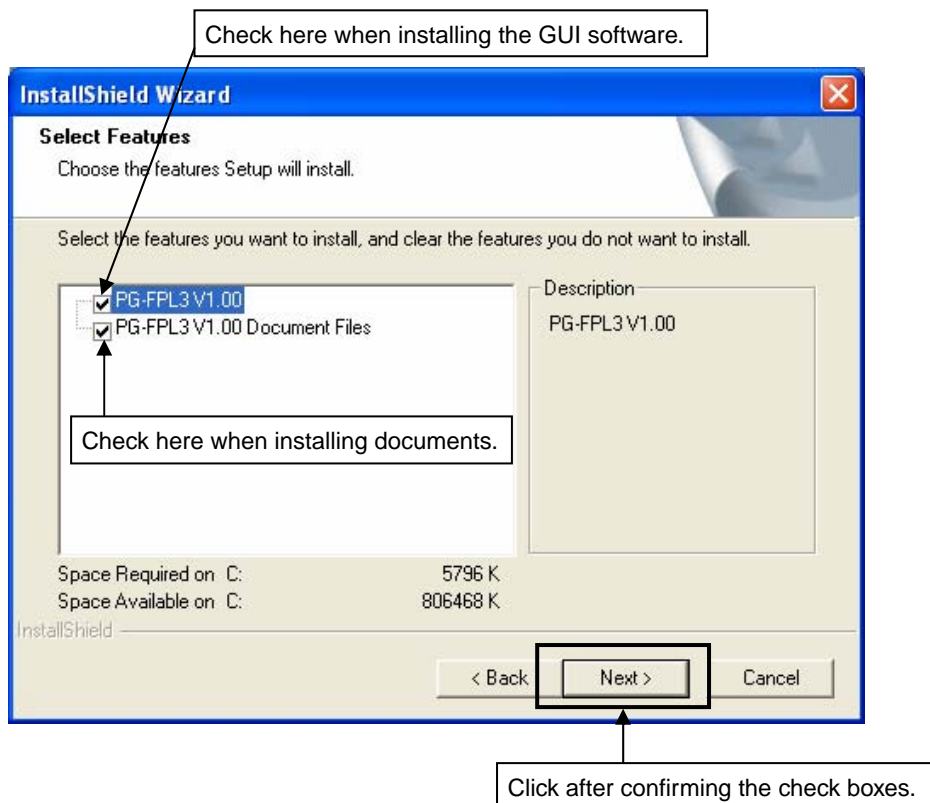 Check here when installing the GUI software.
InstallShield Wizard
Select Features
Choose the features Setup will install.
Select the features you want to install, and clear the features you do not want to install.
PG-FPL3 V1.00
PG-FPL3 V1.00 Document Files
Description
PG-FPL3 V1.00
Check here when installing documents.
Space Required on C: 5796 K
Space Available on C: 806468 K
InstallShield
< Back Next > Cancel
Click after confirming the check boxes.